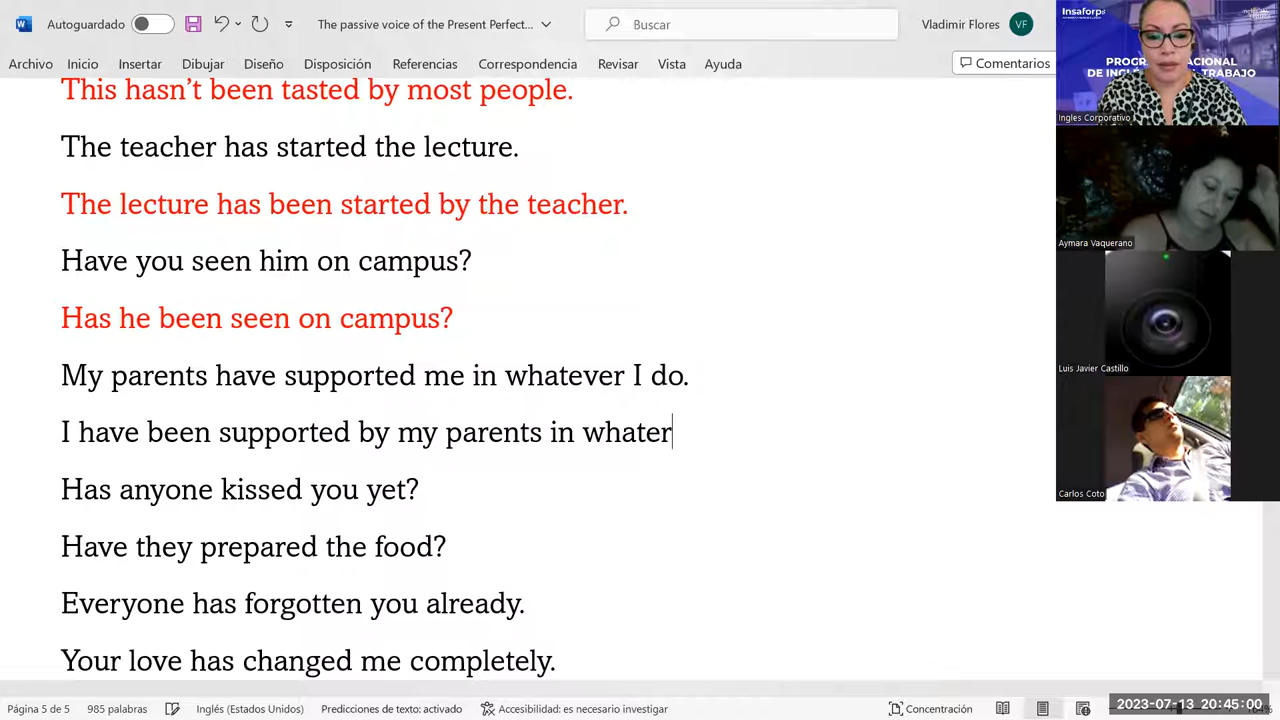 Autoguardado
The passive voice of the Present Perfect...
Buscar
Vladimir Flores
VF
Archivo Inicio Insertar Dibujar Diseño Disposición Referencias Correspondencia Revisar Vista Ayuda
Comentarios
This hasn't been tasted by most people.
The teacher has started the lecture.
The lecture has been started by the teacher.
Have you seen him on campus?
Has he been seen on campus?
My parents have supported me in whatever I do.
I have been supported by my parents in whater
Has anyone kissed you yet?
Have they prepared the food?
Everyone has forgotten you already.
Your love has changed me completely.
Insaforp
Ingles Corporativo
Aymara Vaquerano
Luis Javier Castillo
Carlos Coto
Página 5 de 5 985 palabras Inglés (Estados Unidos) Predicciones de texto: activado Accesibilidad: es necesario investigar Concentración
2023-07-13 20:45:00